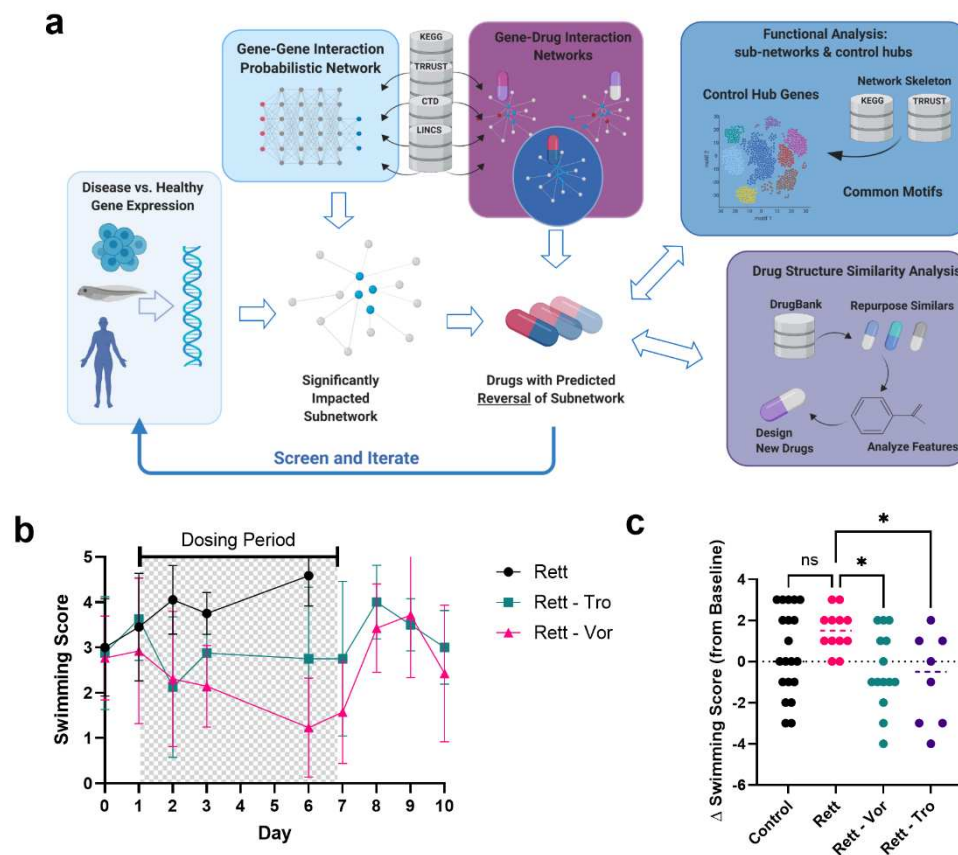 a
Gene-Gene Interaction
Probabilistic Network
KEGG
TRRUST
CTD
LINCS
Gene-Drug Interaction
Networks
Functional Analysis:
sub-networks & control hubs
Network Skeleton
Control Hub Genes
KEGG
TRRUST
Common Motifs
motif 2
motif 1
Disease vs. Healthy
Gene Expression
Significantly
Impacted
Subnetwork
Drugs with Predicted
Reversal of Subnetwork
Drug Structure Similarity Analysis
DrugBank
Repurpose Similars
Design
New Drugs
Analyze Features
Screen and Iterate
b
Dosing Period
Swimming Score
5
4
3
2
1
0
0 1 2 3 6 7 8 9 10
Day
Rett
Rett - Tro
Rett - Vor
c
Δ Swimming Score (from Baseline)
ns
*
*
4
2
0
-2
-4
-6
Control
Rett
Rett - Vor
Rett - Tro